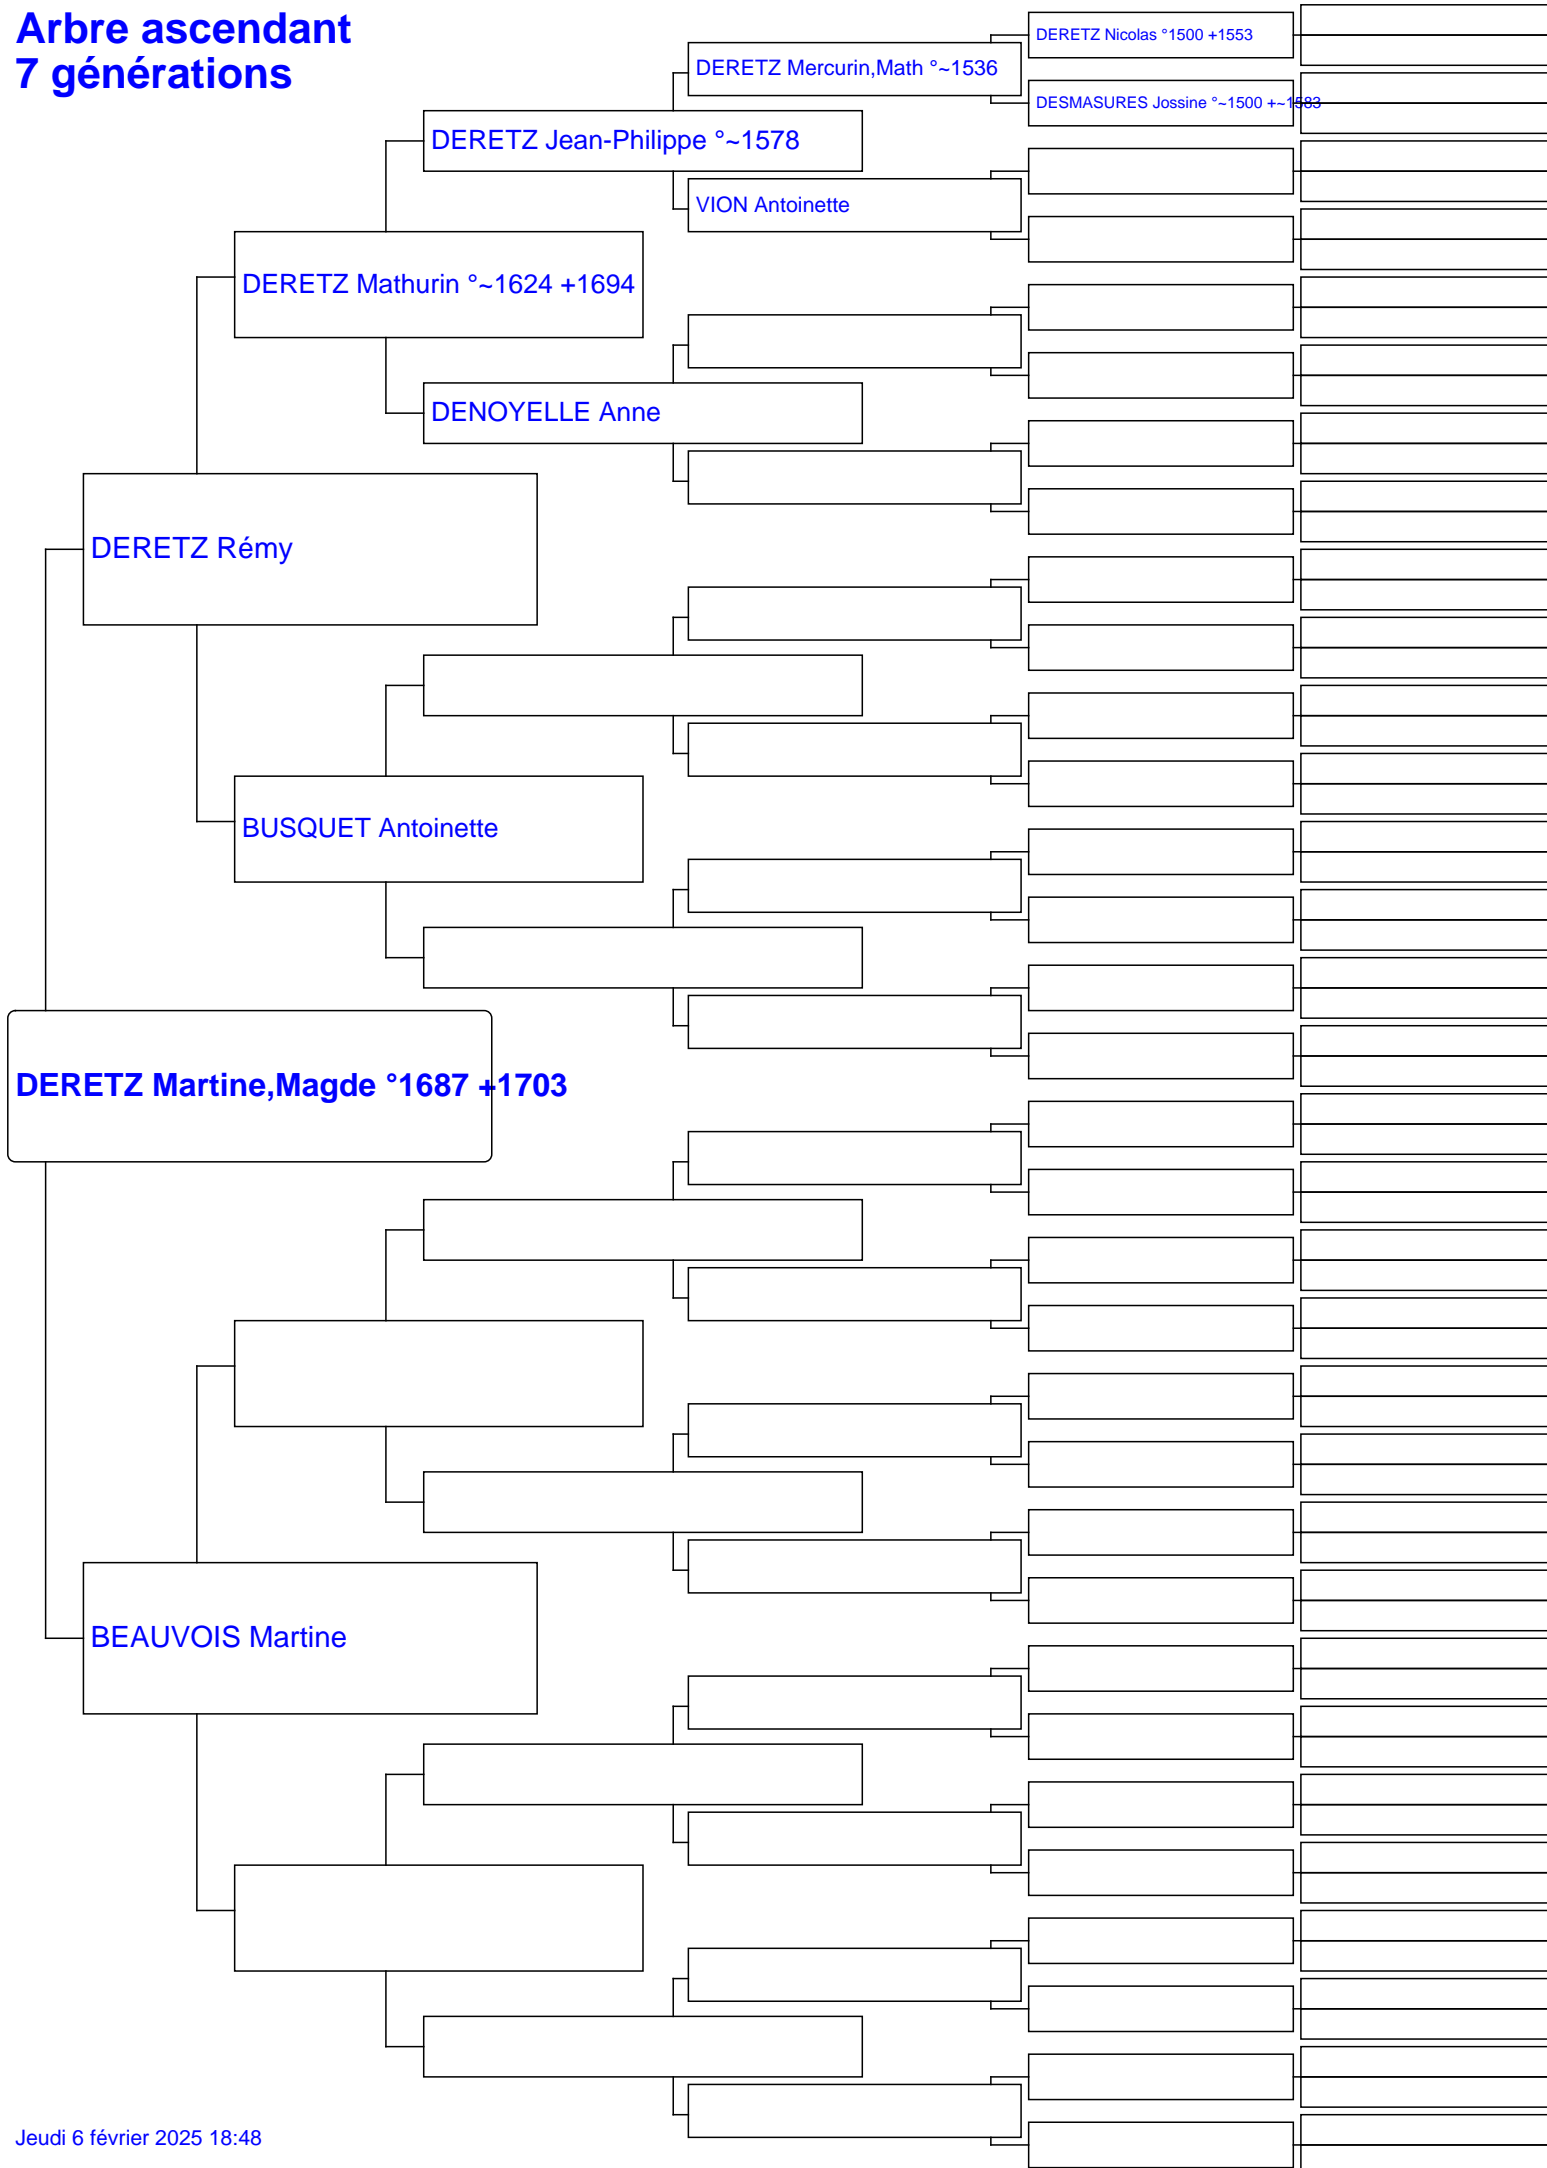 Arbre ascendant
7 générations
DERETZ Nicolas °1500 +1553
DERETZ Mercurin,Math °~1536
DESMASURES Jossine °~1500 +~1583
DERETZ Jean-Philippe °~1578
VION Antoinette
DERETZ Mathurin °~1624 +1694
DENOYELLE Anne
DERETZ Rémy
BUSQUET Antoinette
DERETZ Martine,Magde °1687 +1703
BEAUVOIS Martine
Jeudi 6 février 2025 18:48